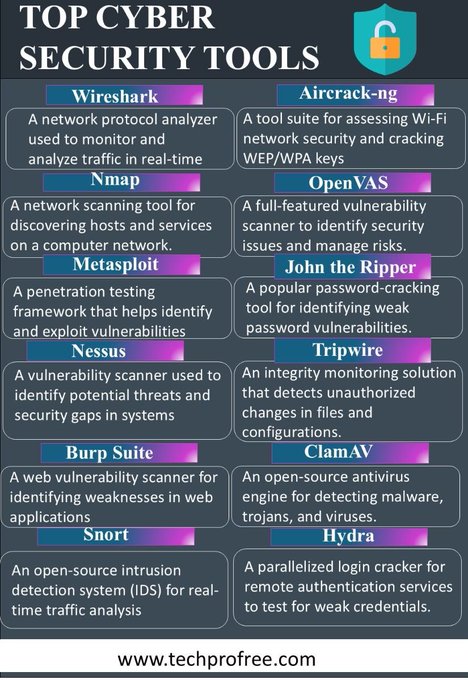 TOP CYBER
SECURITY TOOLS
Wireshark
A network protocol analyzer
used to monitor and
analyze traffic in real-time
Aircrack-ng
A tool suite for assessing Wi-Fi
network security and cracking
WEP/WPA keys
Nmap
A network scanning tool for
discovering hosts and services
on a computer network.
OpenVAS
A full-featured vulnerability
scanner to identify security
issues and manage risks.
Metasploit
A penetration testing
framework that helps identify
and exploit vulnerabilities
John the Ripper
A popular password-cracking
tool for identifying weak
password vulnerabilities.
Nessus
A vulnerability scanner used to
identify potential threats and
security gaps in systems
Tripwire
An integrity monitoring solution
that detects unauthorized
changes in files and
configurations.
Burp Suite
A web vulnerability scanner for
identifying weaknesses in web
applications
ClamAV
An open-source antivirus
engine for detecting malware,
trojans, and viruses.
Snort
An open-source intrusion
detection system (IDS) for real-
time traffic analysis
Hydra
A parallelized login cracker for
remote authentication services
to test for weak credentials.
www.techprofree.com